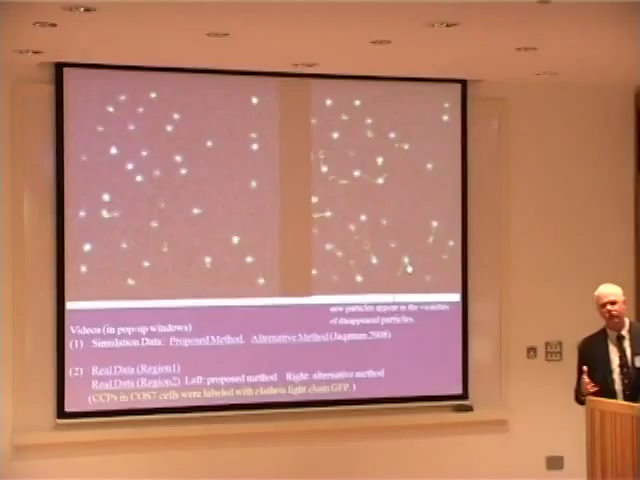 new particles appear in the vicinities
of disappeared particles.
Videos (in pop-up windows)
(1) Simulation Data: Proposed Method, Alternative Method (Jaqaman 2008)
(2) Real Data (Region1)
Real Data (Region2) Left: proposed method Right: alternative method
(CCPs in COS7 cells were labeled with clathrin light chain GFP.)